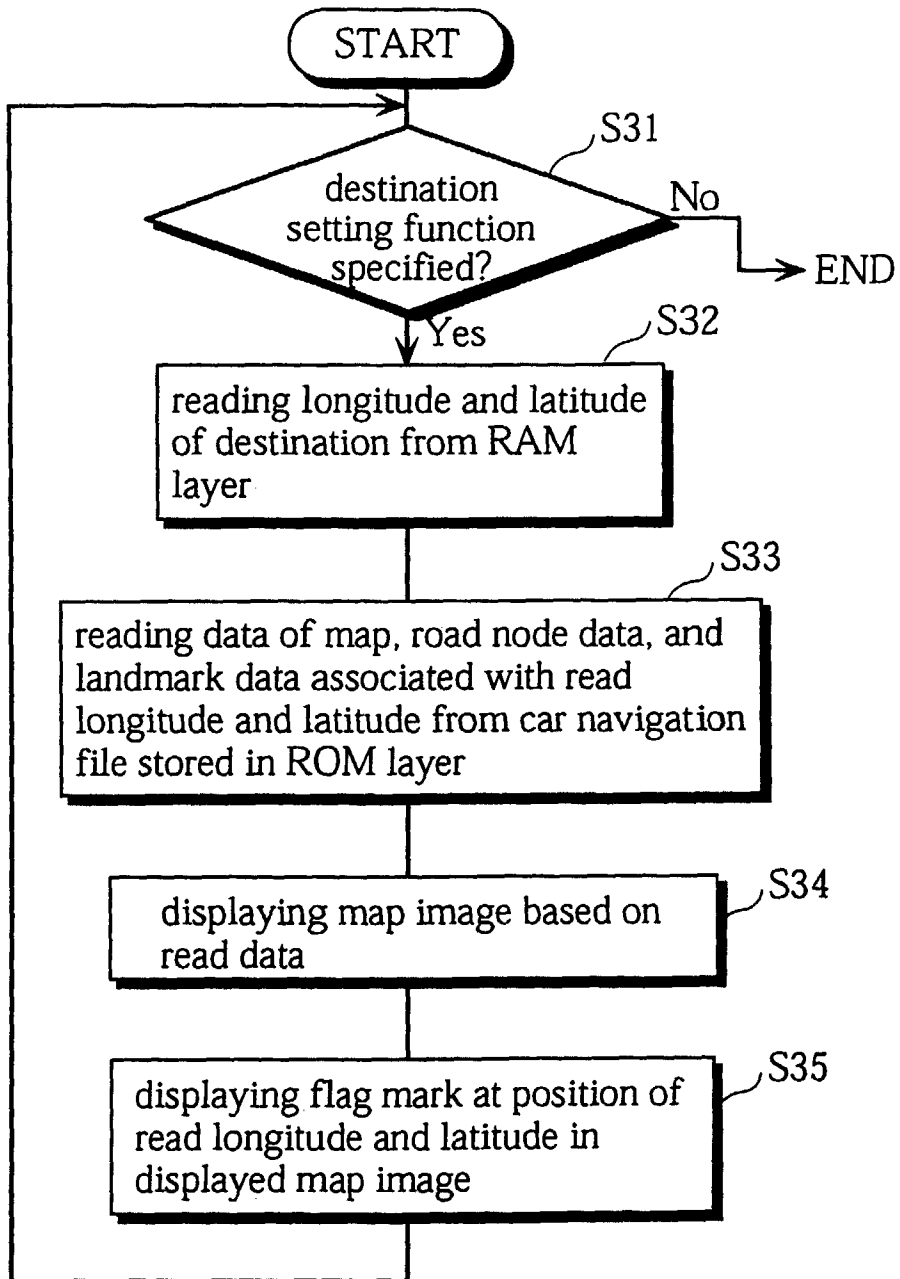 START
S31
destination
setting function
specified?
No
END
Yes
S32
reading longitude and latitude
of destination from RAM
layer
S33
reading data of map, road node data, and
landmark data associated with read
longitude and latitude from car navigation
file stored in ROM layer
S34
displaying map image based on
read data
S35
displaying flag mark at position of
read longitude and latitude in
displayed map image